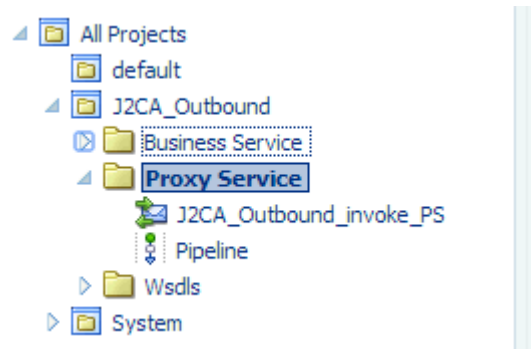 All Projects
default
J2CA_Outbound
Business Service
Proxy Service
J2CA_Outbound_invoke_PS
Pipeline
Wsdls
System